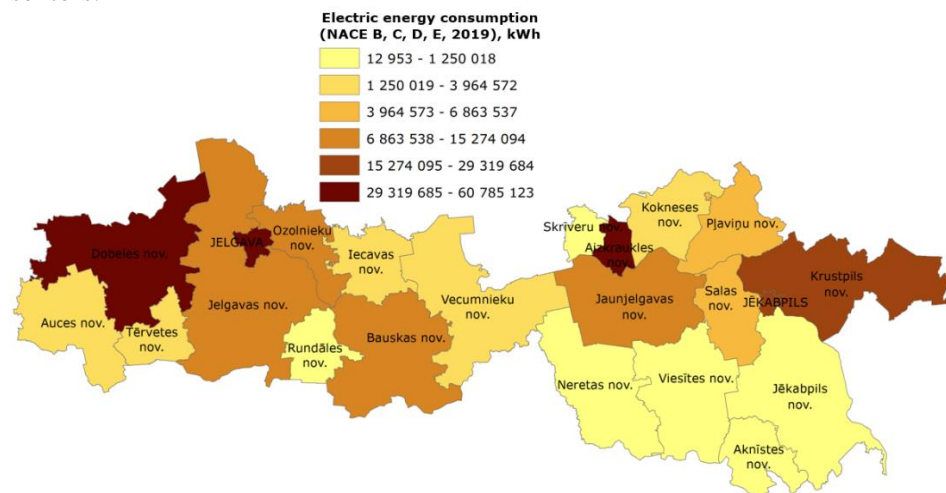 Electric energy consumption
(NACE B, C, D, E, 2019), kWh
12 953 - 1 250 018
1 250 019 - 3 964 572
3 964 573 - 6 863 537
6 863 538 - 15 274 094
15 274 095 - 29 319 684
29 319 685 - 60 785 123
Kokneses
nov.
Pļaviņu nov.
Skriveru nov.
Aizkraukles
nov.
Dobeles nov.
JELGAVA
Ozolnieku
nov.
Iecavas
nov.
Krustpils
nov.
Jelgavas nov.
Vecumnieku
nov.
Jaunjelgavas
nov.
Salas
nov.
JĒKABPILS
Auces nov.
Tērvetes
nov.
Rundāles
nov.
Bauskas nov.
Neretas nov.
Viesītes nov.
Jēkabpils
nov.
Aknīstes
nov.